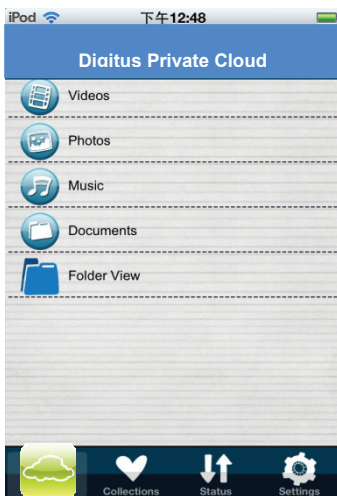 iPod 下午12:48
Digitus Private Cloud
Videos
Photos
Music
Documents
Folder View
Collections Status Settings